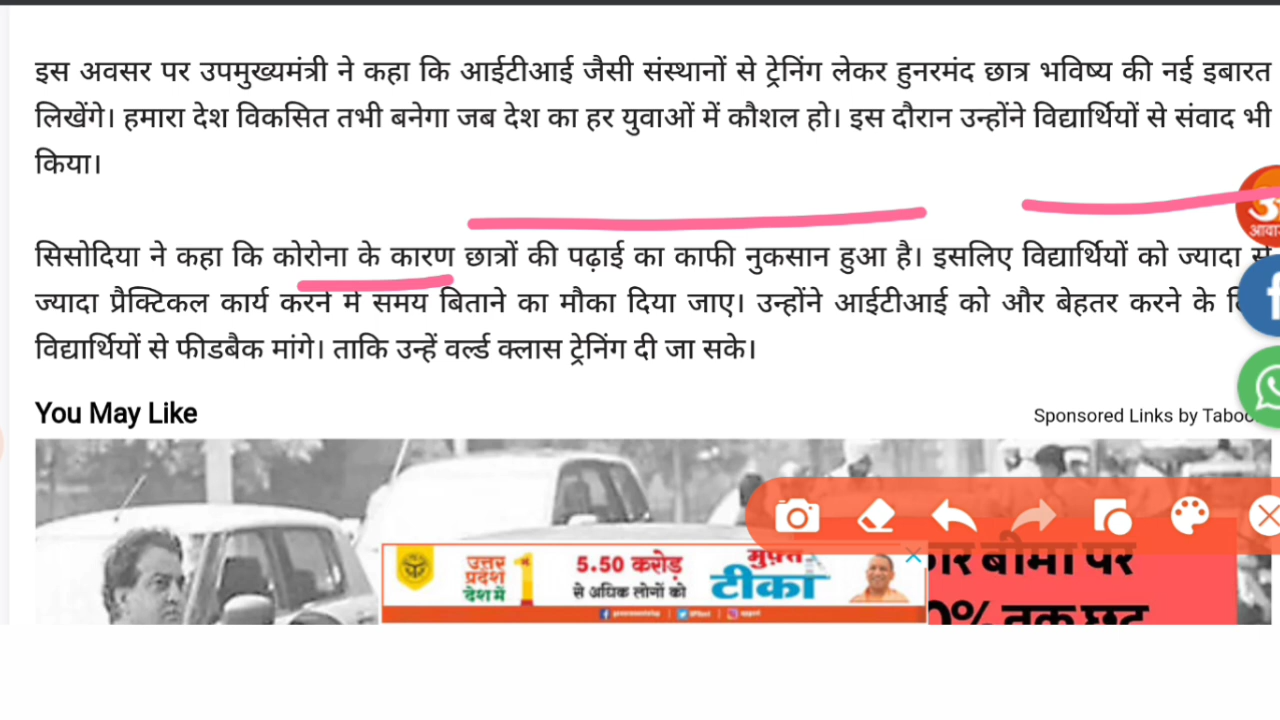 इस अवसर पर उपमुख्यमंत्री ने कहा कि आईटीआई जैसी संस्थानों से ट्रेनिंग लेकर हुनरमंद छात्र भविष्य की नई इबारत
लिखेंगे। हमारा देश विकसित तभी बनेगा जब देश का हर युवाओं में कौशल हो। इस दौरान उन्होंने विद्यार्थियों से संवाद भी
किया।
सिसोदिया ने कहा कि कोरोना के कारण छात्रों की पढ़ाई का काफी नुकसान हुआ है। इसलिए विद्यार्थियों को ज्यादा से
ज्यादा प्रैक्टिकल कार्य करने में समय बिताने का मौका दिया जाए। उन्होंने आईटीआई को और बेहतर करने के
विद्यार्थियों से फीडबैक मांगे। ताकि उन्हें वर्ल्ड क्लास ट्रेनिंग दी जा सके।
You May Like
Sponsored Links by
उत्तर प्रदेश देश में 1
5.50 करोड़
से अधिक लोगों को
मुफ़्त
टीका
बीमा पर
0% तक छूट